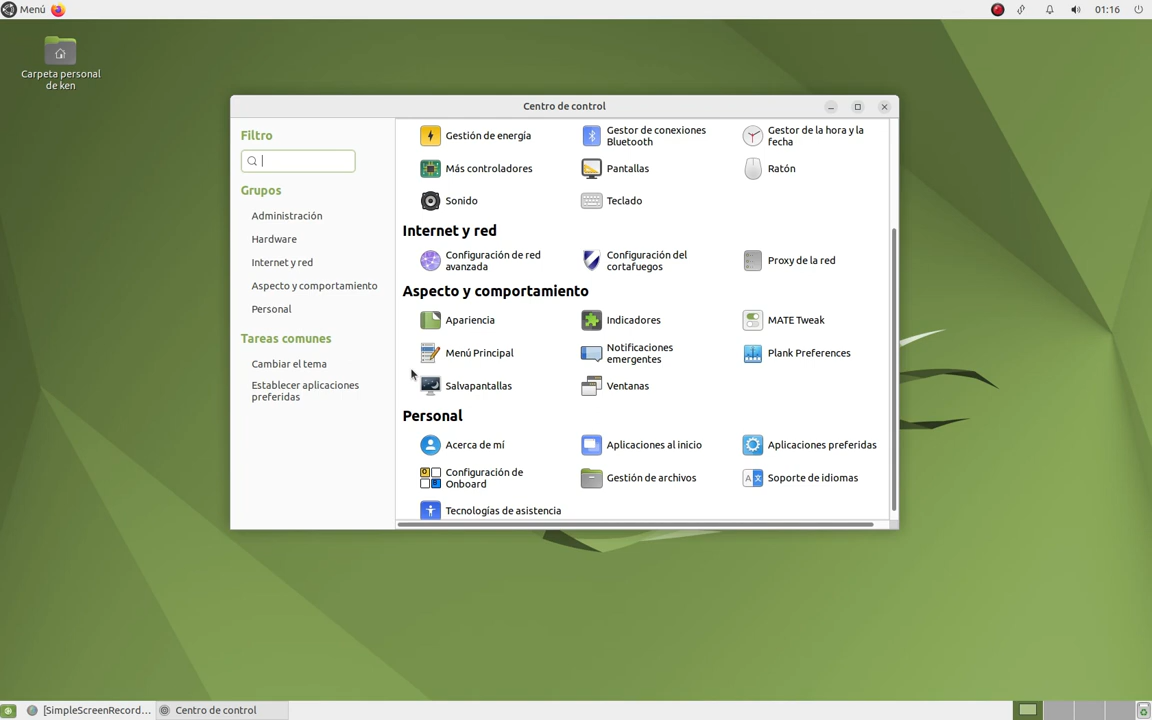 Menú
01:16
Carpeta personal
de ken
Centro de control
Filtro
Grupos
Administración
Hardware
Internet y red
Aspecto y comportamiento
Personal
Tareas comunes
Cambiar el tema
Establecer aplicaciones
preferidas
Gestión de energía
Gestor de conexiones
Bluetooth
Gestor de la hora y la
fecha
Más controladores
Pantallas
Ratón
Sonido
Teclado
Internet y red
Configuración de red
avanzada
Configuración del
cortafuegos
Proxy de la red
Aspecto y comportamiento
Apariencia
Indicadores
MATE Tweak
Menú Principal
Notificaciones
emergentes
Plank Preferences
Salvapantallas
Ventanas
Personal
Acerca de mí
Aplicaciones al inicio
Aplicaciones preferidas
Configuración de
Onboard
Gestión de archivos
Soporte de idiomas
Tecnologías de asistencia
[SimpleScreenRecord...
Centro de control